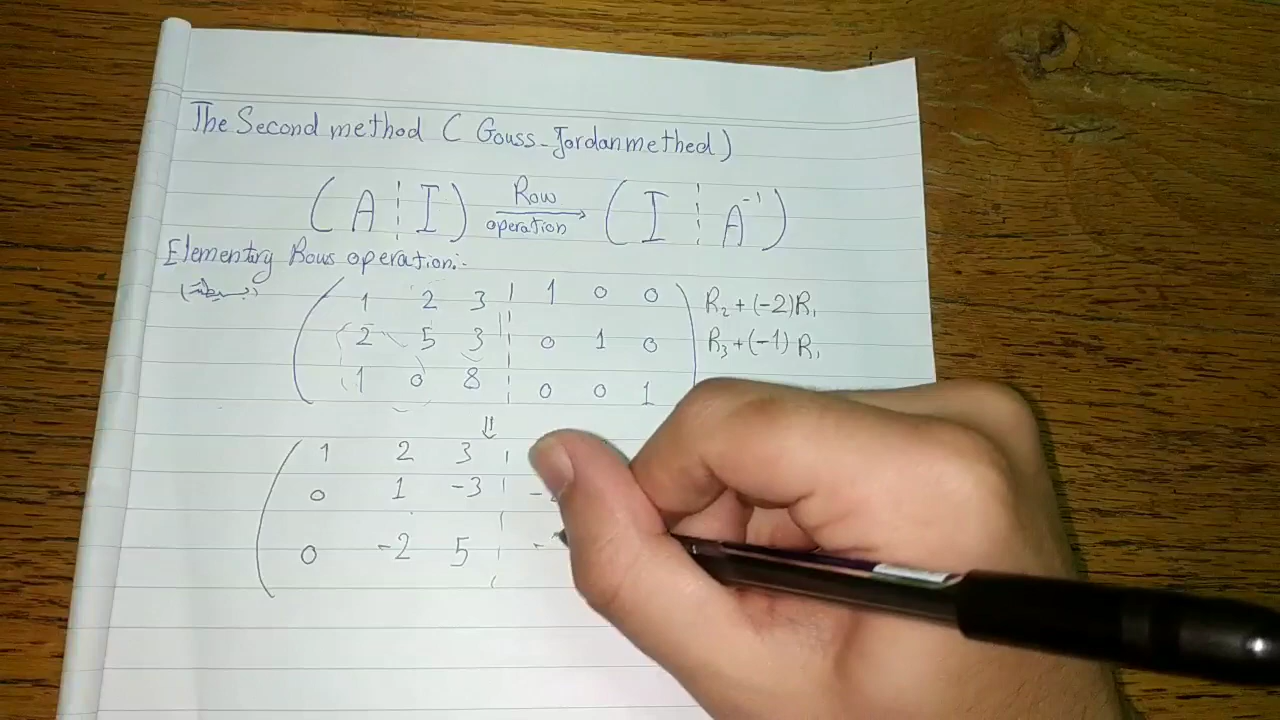 The Second method ( Gouss-Jordan methed )
( A ¦ I ) Row operation → ( I ¦ A⁻¹ )
Elementry Rows operation:-
(بسيطة)
1 2 3 ¦ 1 0 0 R₂+(-2)R₁
2 5 3 ¦ 0 1 0 R₃+(-1)R₁
1 0 8 ¦ 0 0 1
⇓
1 2 3 ¦
0 1 -3 ¦ -
0 -2 5 ¦ -